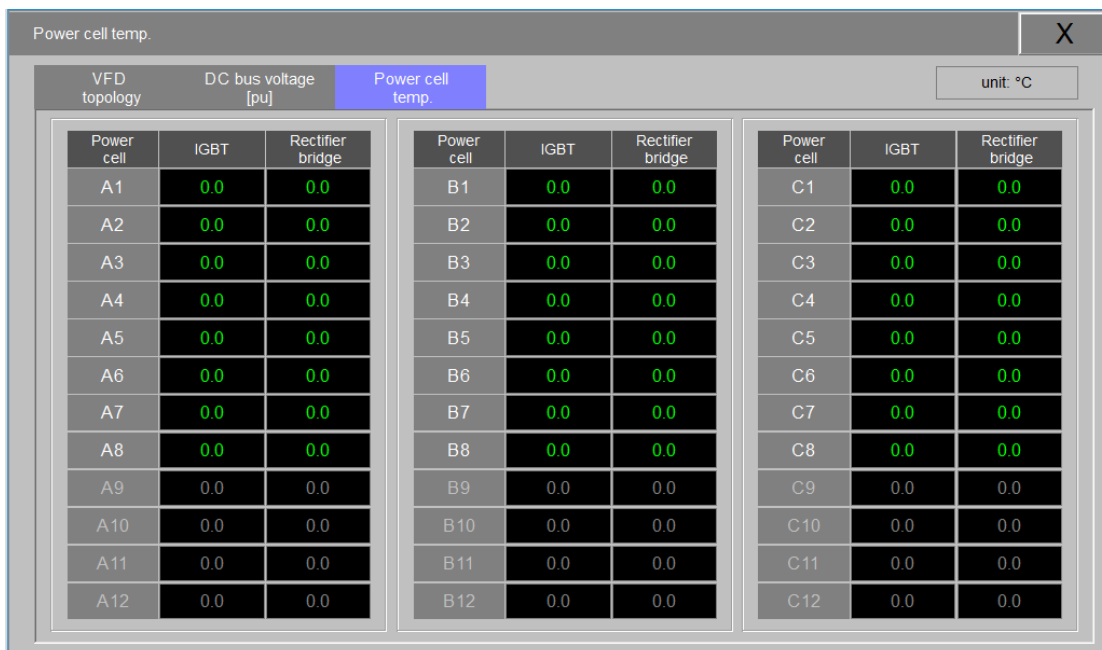 Power cell temp.
X
VFD
topology
DC bus voltage
[pu]
Power cell
temp.
unit: °C
Power
cell
IGBT
Rectifier
bridge
A1 0.0 0.0
A2 0.0 0.0
A3 0.0 0.0
A4 0.0 0.0
A5 0.0 0.0
A6 0.0 0.0
A7 0.0 0.0
A8 0.0 0.0
A9 0.0 0.0
A10 0.0 0.0
A11 0.0 0.0
A12 0.0 0.0
Power
cell
IGBT
Rectifier
bridge
B1 0.0 0.0
B2 0.0 0.0
B3 0.0 0.0
B4 0.0 0.0
B5 0.0 0.0
B6 0.0 0.0
B7 0.0 0.0
B8 0.0 0.0
B9 0.0 0.0
B10 0.0 0.0
B11 0.0 0.0
B12 0.0 0.0
Power
cell
IGBT
Rectifier
bridge
C1 0.0 0.0
C2 0.0 0.0
C3 0.0 0.0
C4 0.0 0.0
C5 0.0 0.0
C6 0.0 0.0
C7 0.0 0.0
C8 0.0 0.0
C9 0.0 0.0
C10 0.0 0.0
C11 0.0 0.0
C12 0.0 0.0